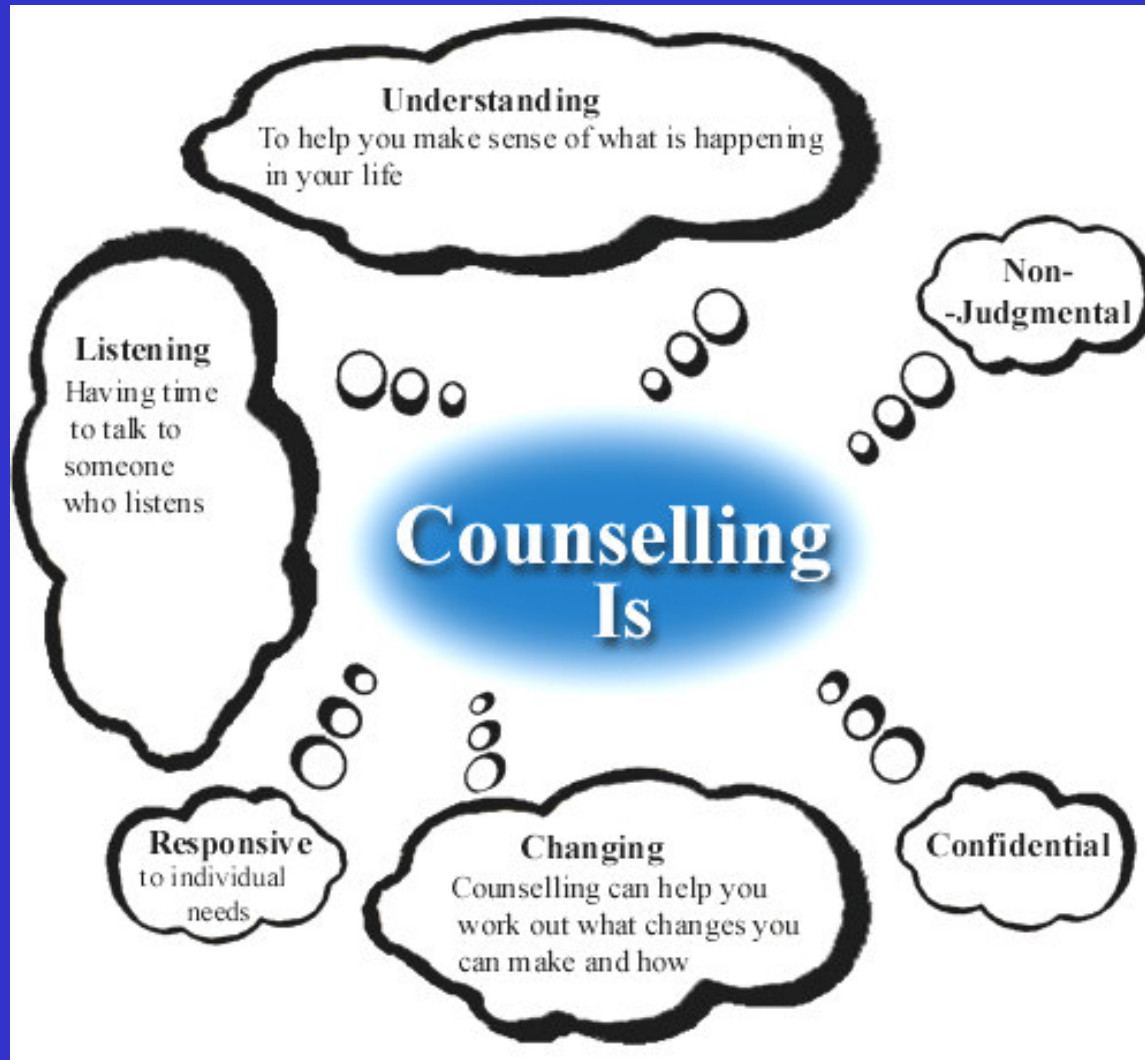 Understanding
To help you make sense of what is happening
in your life
Non-
-Judgmental
Listening
Having time
to talk to
someone
who listens
Counselling
Is
Responsive
to individual
needs
Changing
Counselling can help you
work out what changes you
can make and how
Confidential